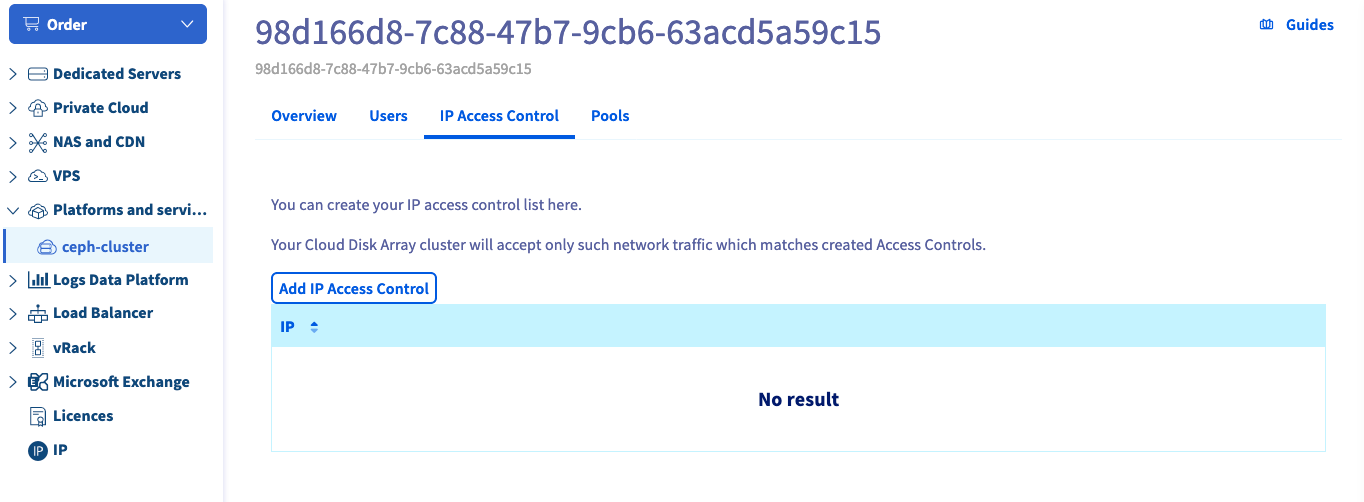 Order
Dedicated Servers
Private Cloud
NAS and CDN
VPS
Platforms and servi...
ceph-cluster
Logs Data Platform
Load Balancer
vRack
Microsoft Exchange
Licences
IP IP
98d166d8-7c88-47b7-9cb6-63acd5a59c15
Guides
98d166d8-7c88-47b7-9cb6-63acd5a59c15
Overview Users IP Access Control Pools
You can create your IP access control list here.
Your Cloud Disk Array cluster will accept only such network traffic which matches created Access Controls.
Add IP Access Control
IP
No result